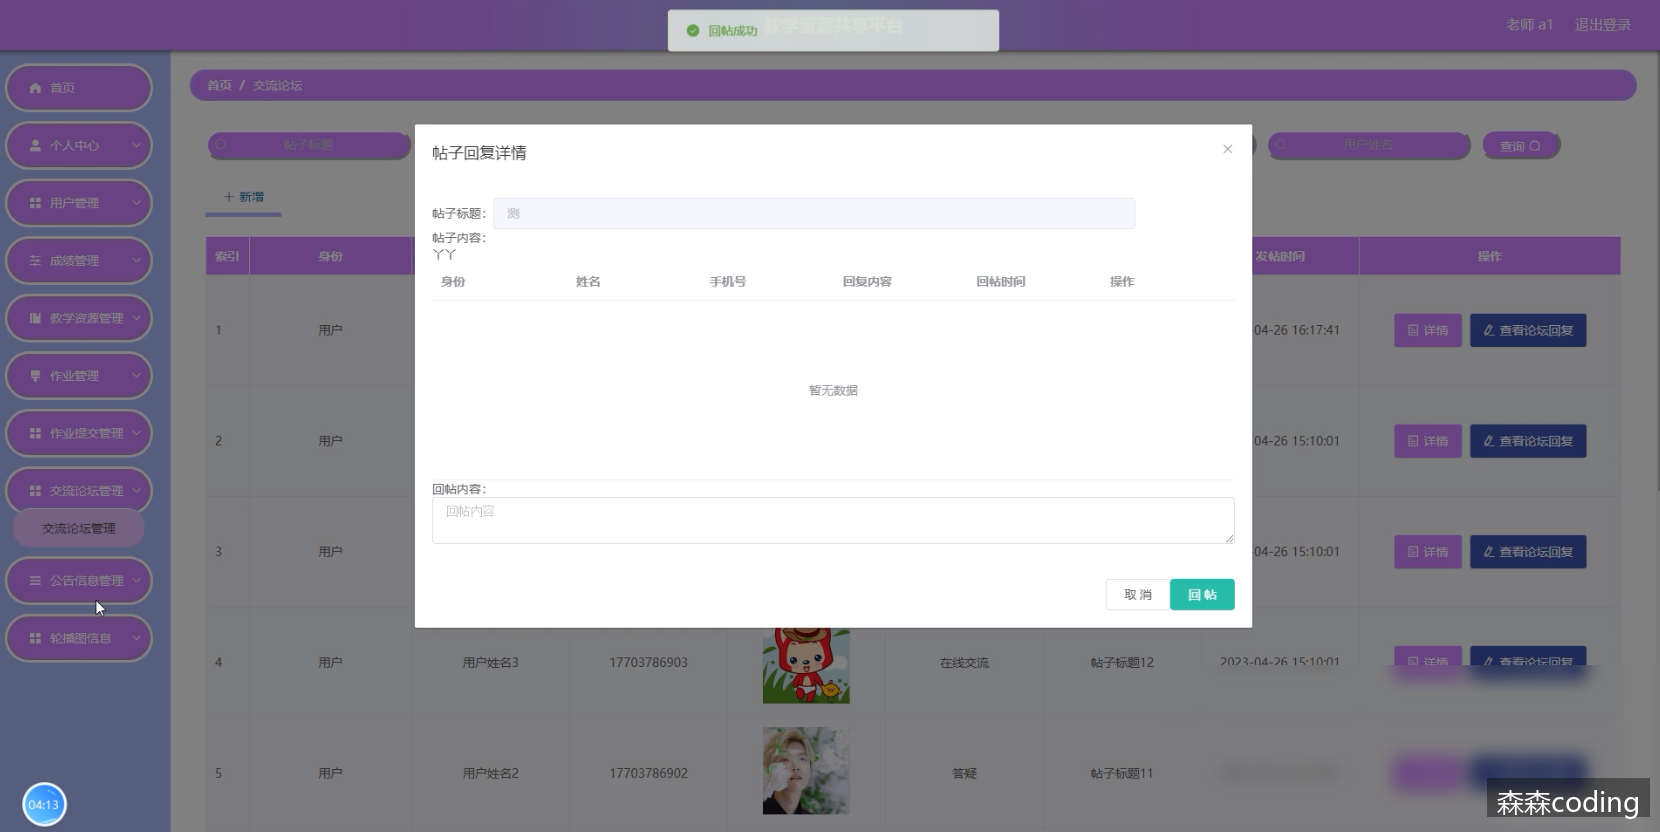 教学资源共享平台
回帖成功
老师 a1
退出登录
首页
个人中心
用户管理
成绩管理
教学资源管理
作业管理
作业提交管理
交流论坛管理
交流论坛管理
公告信息管理
轮播图信息
首页 / 交流论坛
帖子标题
用户姓名
查询
+ 新增
索引 身份 发帖时间 操作
1 用户 04-26 16:17:41 详情 查看论坛回复
2 用户 -04-26 15:10:01 详情 查看论坛回复
3 用户 -04-26 15:10:01 详情 查看论坛回复
4 用户 用户姓名3 17703786903 在线交流 帖子标题12 2023-04-26 15:10:01 详情 查看论坛回复
5 用户 用户姓名2 17703786902 答疑 帖子标题11
帖子回复详情
帖子标题: 测
帖子内容:
丫丫
身份 姓名 手机号 回复内容 回帖时间 操作
暂无数据
回帖内容:
回帖内容
取 消
回 帖
04:13
森森coding